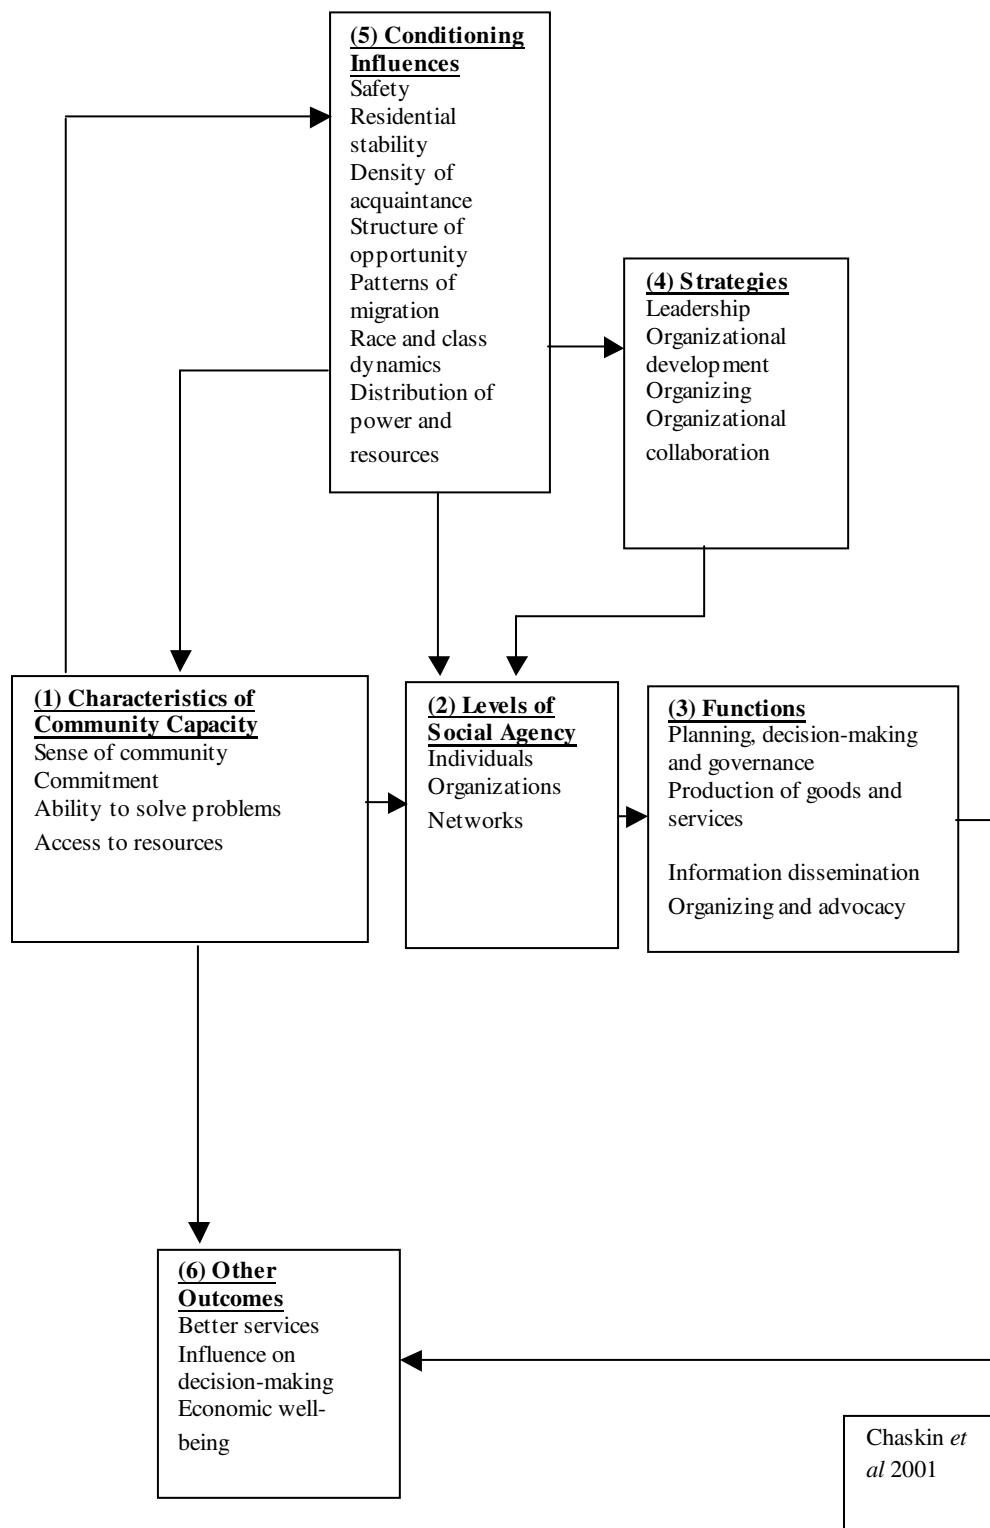 (5) Conditioning
Influences
Safety
Residential
stability
Density of
acquaintance
Structure of
opportunity
Patterns of
migration
Race and class
dynamics
Distribution of
power and
resources
(4) Strategies
Leadership
Organizational
development
Organizing
Organizational
collaboration
(1) Characteristics of
Community Capacity
Sense of community
Commitment
Ability to solve problems
Access to resources
(2) Levels of
Social Agency
Individuals
Organizations
Networks
(3) Functions
Planning, decision-making
and governance
Production of goods and
services
Information dissemination
Organizing and advocacy
(6) Other
Outcomes
Better services
Influence on
decision-making
Economic well-
being
Chaskin et
al 2001